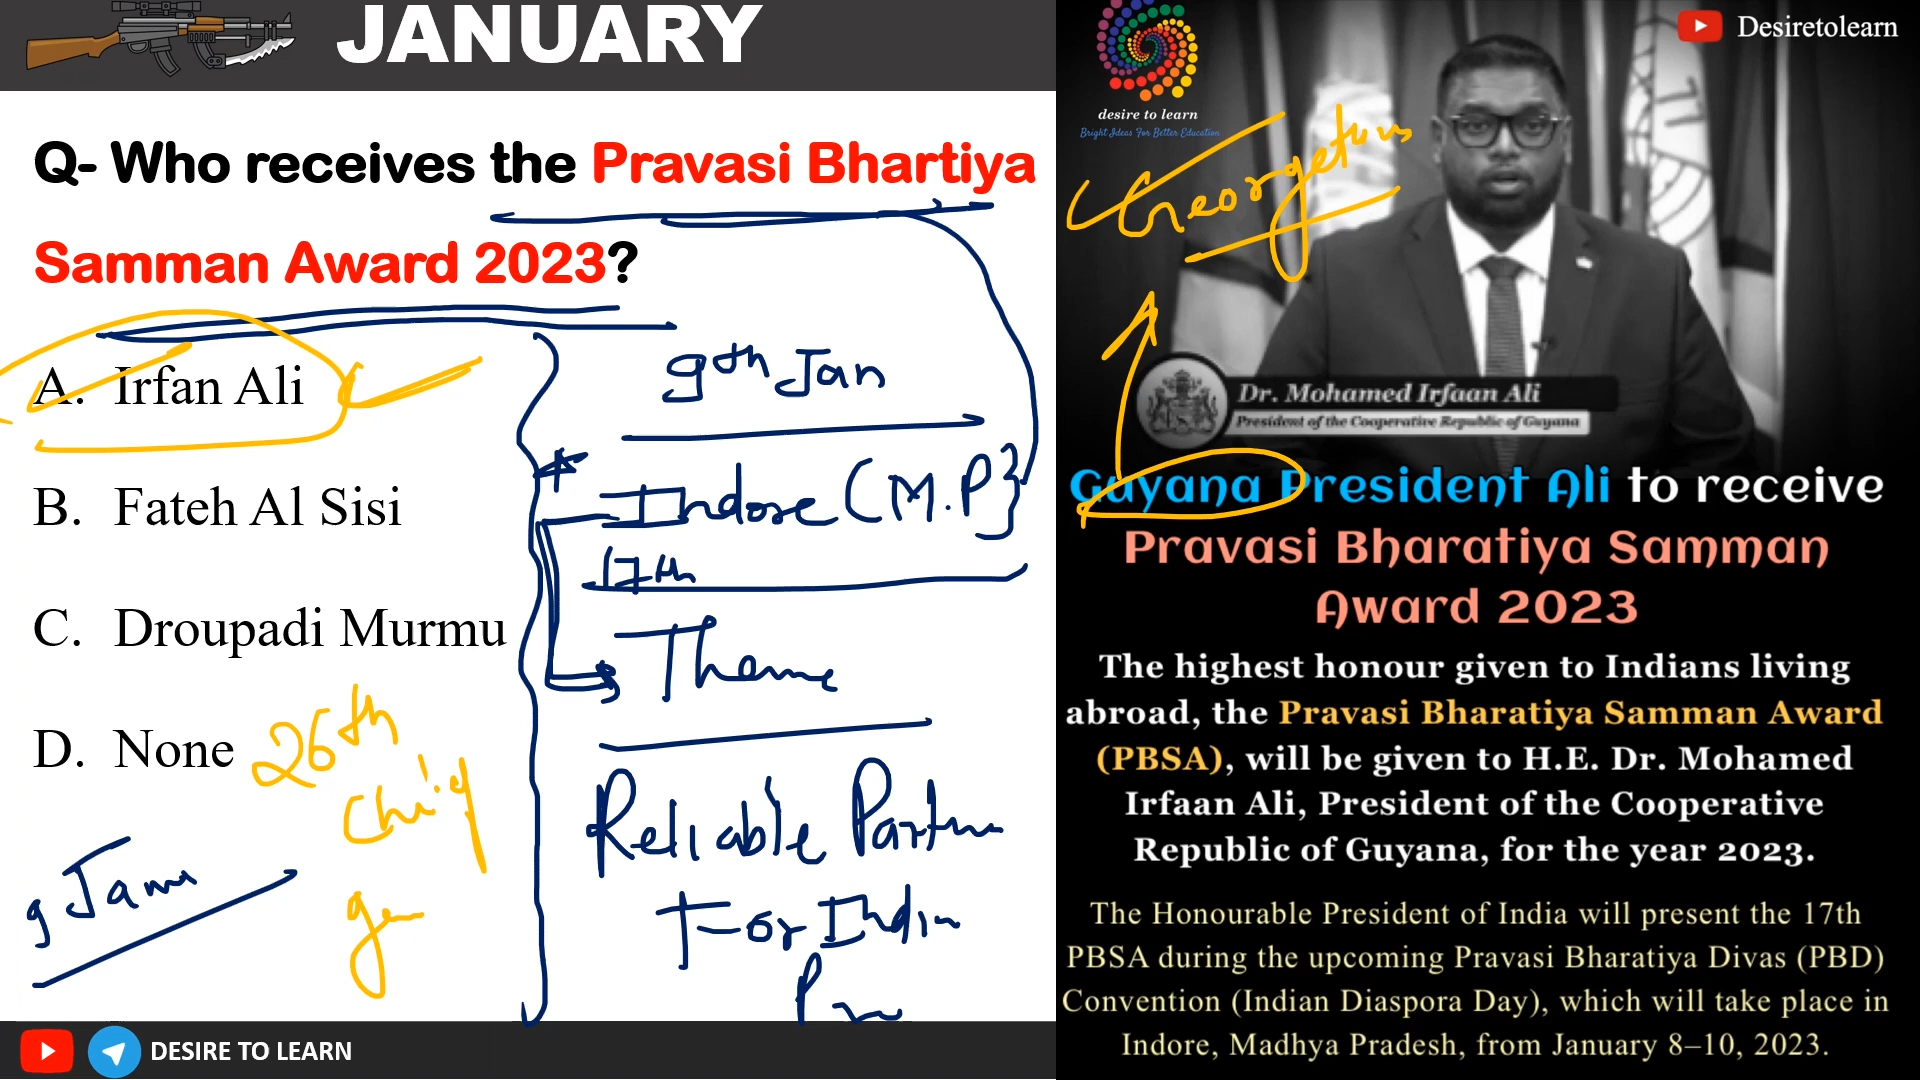 JANUARY
Q- Who receives the Pravasi Bhartiya
Samman Award 2023?
A. Irfan Ali
B. Fateh Al Sisi
C. Droupadi Murmu
D. None
26th
9th Jan
Indore (M.P}
17th
Theme
Reliable
For
DESIRE TO LEARN
Desiretolearn
desire to learn
Bright Ideas For Better Education
Dr. Mohamed Irfaan Ali
President of the Cooperative Republic of Guyana
Guyana President Ali to receive
Pravasi Bharatiya Samman
Award 2023
The highest honour given to Indians living
abroad, the Pravasi Bharatiya Samman Award
(PBSA), will be given to H.E. Dr. Mohamed
Irfaan Ali, President of the Cooperative
Republic of Guyana, for the year 2023.
The Honourable President of India will present the 17th
PBSA during the upcoming Pravasi Bharatiya Divas (PBD)
Convention (Indian Diaspora Day), which will take place in
Indore, Madhya Pradesh, from January 8–10, 2023.